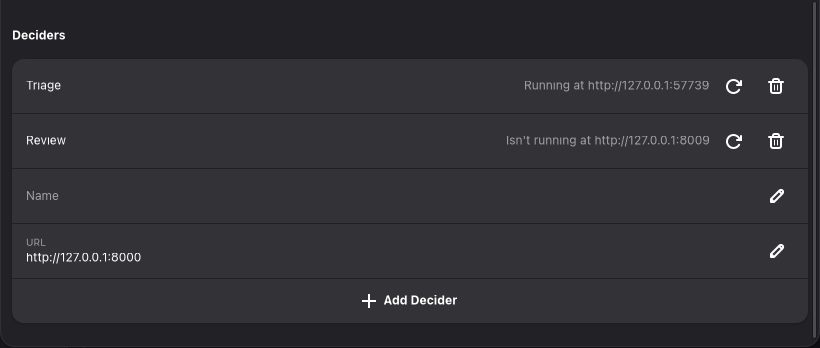 Deciders
Triage
Running at http://127.0.0.1:57739
Review
Isn't running at http://127.0.0.1:8009
Name
URL
http://127.0.0.1:8000
Add Decider